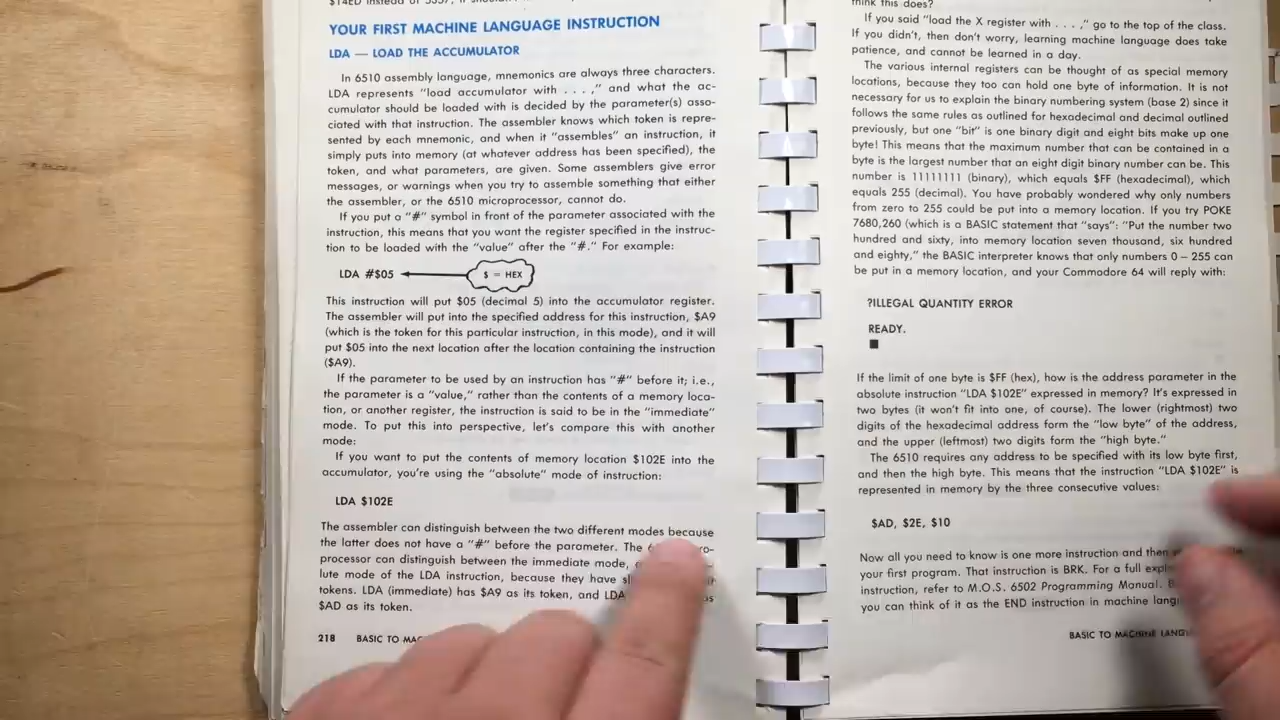 $14ED instead of 5357, it
YOUR FIRST MACHINE LANGUAGE INSTRUCTION
LDA — LOAD THE ACCUMULATOR
In 6510 assembly language, mnemonics are always three characters.
LDA represents "load accumulator with . . . ," and what the ac-
cumulator should be loaded with is decided by the parameter(s) asso-
ciated with that instruction. The assembler knows which token is repre-
sented by each mnemonic, and when it "assembles" an instruction, it
simply puts into memory (at whatever address has been specified), the
token, and what parameters, are given. Some assemblers give error
messages, or warnings when you try to assemble something that either
the assembler, or the 6510 microprocessor, cannot do.
If you put a "#" symbol in front of the parameter associated with the
instruction, this means that you want the register specified in the instruc-
tion to be loaded with the "value" after the "#." For example:
LDA #$05
$ = HEX
This instruction will put $05 (decimal 5) into the accumulator register.
The assembler will put into the specified address for this instruction, $A9
(which is the token for this particular instruction, in this mode), and it will
put $05 into the next location after the location containing the instruction
($A9).
If the parameter to be used by an instruction has "#" before it; i.e.,
the parameter is a "value," rather than the contents of a memory loca-
tion, or another register, the instruction is said to be in the "immediate"
mode. To put this into perspective, let's compare this with another
mode:
If you want to put the contents of memory location $102E into the
accumulator, you're using the "absolute" mode of instruction:
LDA $102E
The assembler can distinguish between the two different modes because
the latter does not have a "#" before the parameter. The
processor can distinguish between the immediate mode,
lute mode of the LDA instruction, because they have
tokens. LDA (immediate) has $A9 as its token, and LDA
$AD as its token.
218 BASIC TO
think this does?
If you said "load the X register with . . . ," go to the top of the class.
If you didn't, then don't worry, learning machine language does take
patience, and cannot be learned in a day.
The various internal registers can be thought of as special memory
locations, because they too can hold one byte of information. It is not
necessary for us to explain the binary numbering system (base 2) since it
follows the same rules as outlined for hexadecimal and decimal outlined
previously, but one "bit" is one binary digit and eight bits make up one
byte! This means that the maximum number that can be contained in a
byte is the largest number that an eight digit binary number can be. This
number is 11111111 (binary), which equals $FF (hexadecimal), which
equals 255 (decimal). You have probably wondered why only numbers
from zero to 255 could be put into a memory location. If you try POKE
7680,260 (which is a BASIC statement that "says": "Put the number two
hundred and sixty, into memory location seven thousand, six hundred
and eighty," the BASIC interpreter knows that only numbers 0 – 255 can
be put in a memory location, and your Commodore 64 will reply with:
?ILLEGAL QUANTITY ERROR
READY.
If the limit of one byte is $FF (hex), how is the address parameter in the
absolute instruction "LDA $102E" expressed in memory? It's expressed in
two bytes (it won't fit into one, of course). The lower (rightmost) two
digits of the hexadecimal address form the "low byte" of the address,
and the upper (leftmost) two digits form the "high byte."
The 6510 requires any address to be specified with its low byte first,
and then the high byte. This means that the instruction "LDA $102E" is
represented in memory by the three consecutive values:
$AD, $2E, $10
Now all you need to know is one more instruction and then
your first program. That instruction is BRK. For a full
instruction, refer to M.O.S. 6502 Programming Manual.
you can think of it as the END instruction in machine
BASIC TO MACHINE